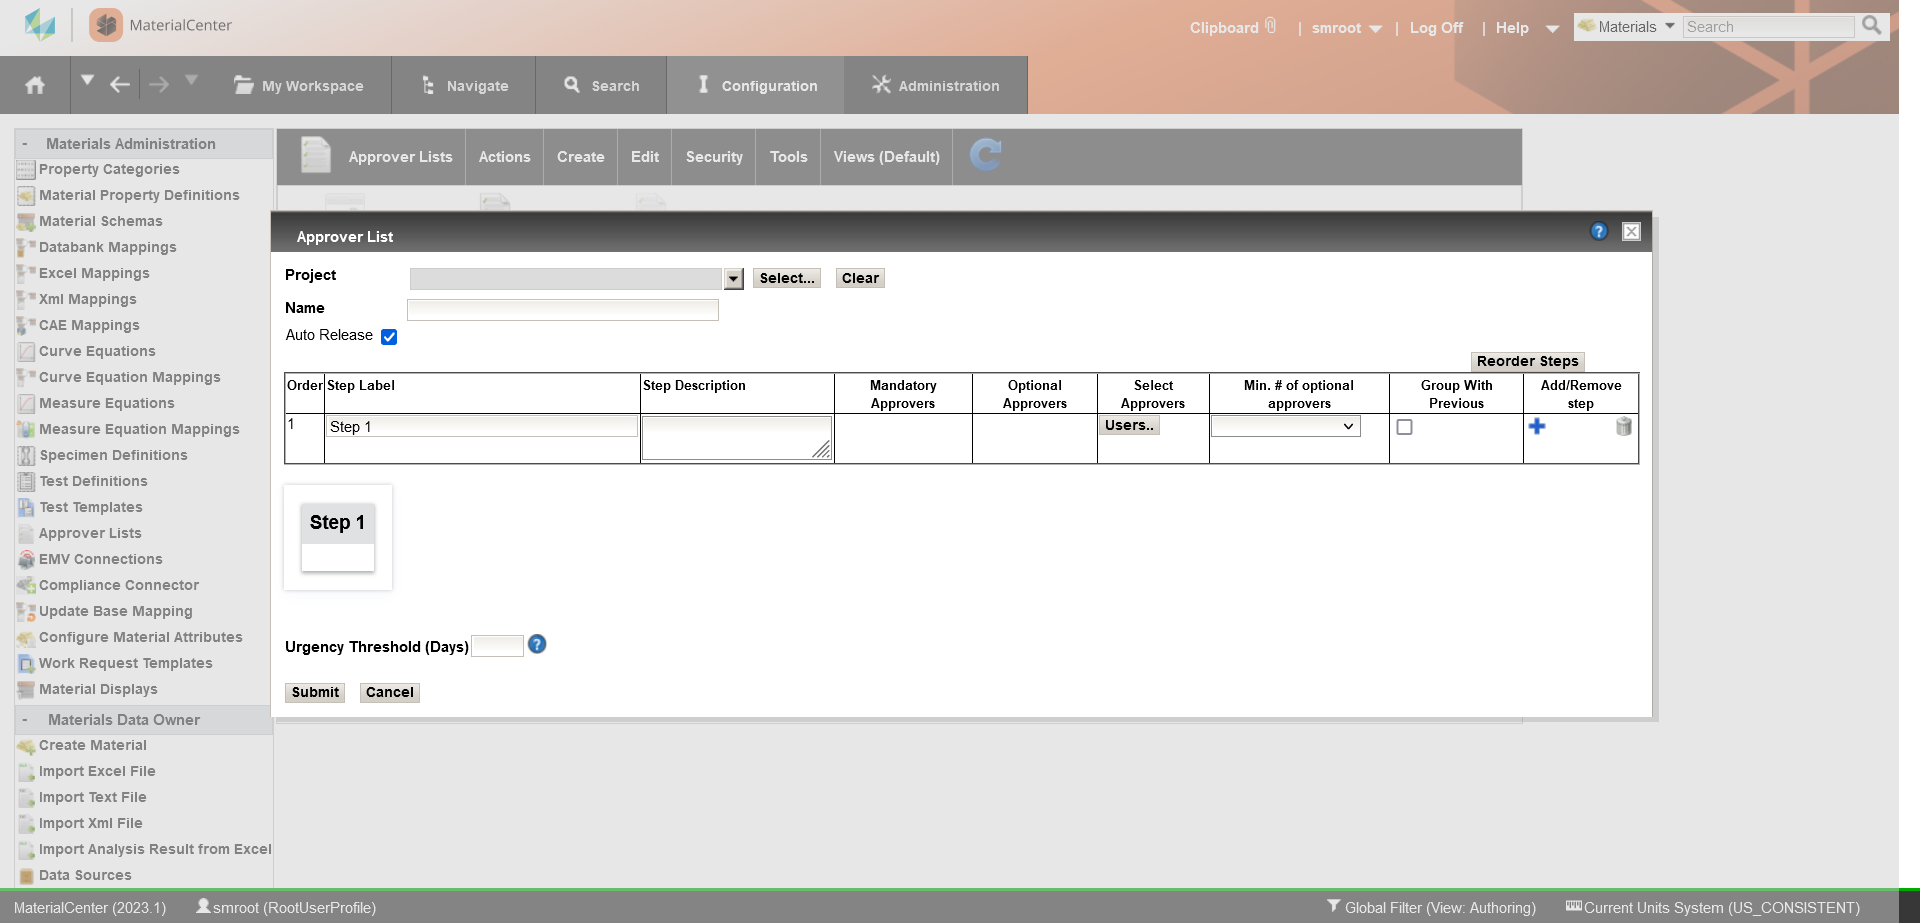 MaterialCenter
Clipboard | smroot | Log Off | Help
Materials Search
My Workspace Navigate Search Configuration Administration
- Materials Administration
Property Categories
Material Property Definitions
Material Schemas
Databank Mappings
Excel Mappings
Xml Mappings
CAE Mappings
Curve Equations
Curve Equation Mappings
Measure Equations
Measure Equation Mappings
Specimen Definitions
Test Definitions
Test Templates
Approver Lists
EMV Connections
Compliance Connector
Update Base Mapping
Configure Material Attributes
Work Request Templates
Material Displays
- Materials Data Owner
Create Material
Import Excel File
Import Text File
Import Xml File
Import Analysis Result from Excel
Data Sources
Approver Lists Actions Create Edit Security Tools Views (Default)
Approver List ?
Project Select... Clear
Name
Auto Release
Reorder Steps
Order Step Label Step Description Mandatory Approvers Optional Approvers Select Approvers Min. # of optional approvers Group With Previous Add/Remove step
1 Step 1 Users..
Step 1
Urgency Threshold (Days) ?
Submit Cancel
MaterialCenter (2023.1) smroot (RootUserProfile) Global Filter (View: Authoring) Current Units System (US_CONSISTENT)